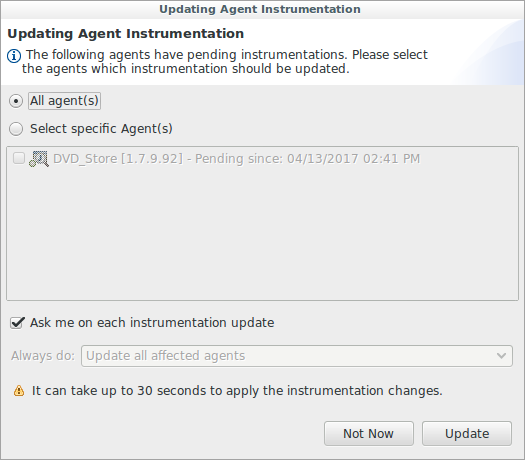 Updating Agent Instrumentation
Updating Agent Instrumentation
The following agents have pending instrumentations. Please select
the agents which instrumentation should be updated.
All agent(s)
Select specific Agent(s)
DVD_Store [1.7.9.92] - Pending since: 04/13/2017 02:41 PM
Ask me on each instrumentation update
Always do: Update all affected agents
It can take up to 30 seconds to apply the instrumentation changes.
Not Now Update